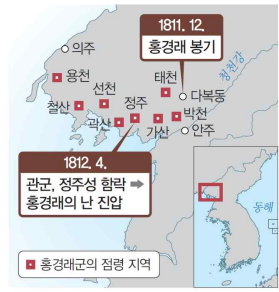 1811. 12.
홍경래 봉기
의주
청천강
용천
태천
선천
다복동
철산
정주
박천
곽산
가산
안주
1812. 4.
관군, 정주성 함락 ➡
홍경래의 난 진압
동해
홍경래군의 점령 지역